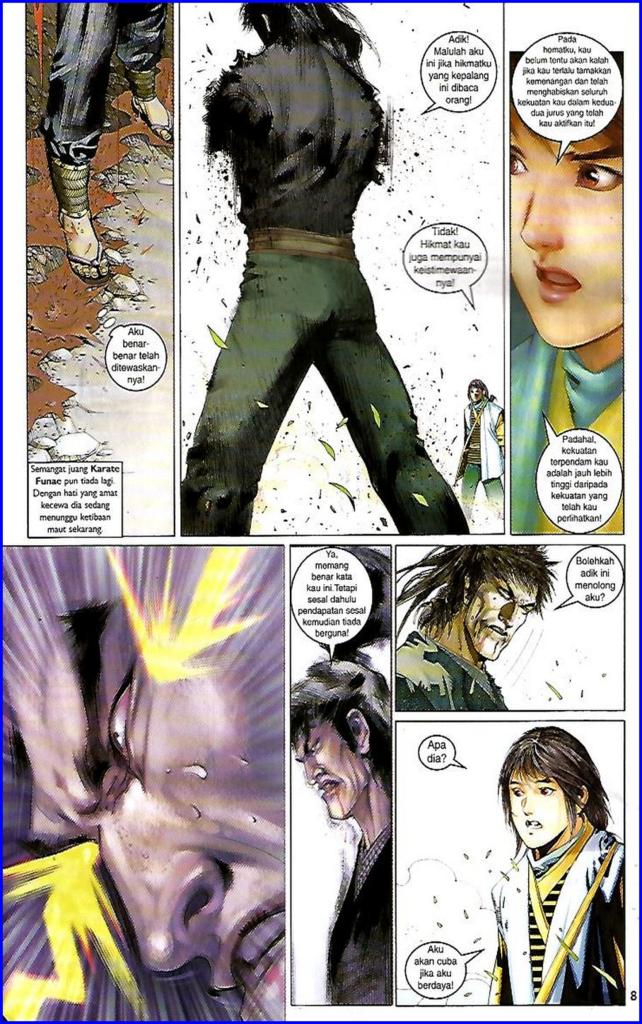 Aku
benar-
benar telah
ditewaskan-
nya!
Semangat juang Karate
Funac pun tiada lagi.
Dengan hati yang amat
kecewa dia sedang
menunggu ketibaan
maut sekarang.
Adik!
Malulah aku
ini jika hikmatku
yang kepalang
ini dibaca
orang!
Tidak!
Hikmat kau
juga mempunyai
keistimewaan-
nya!
Pada
hematku, kau
belum tentu akan kalah
jika kau terlalu tamakkan
kemenangan dan telah
menghabiskan seluruh
kekuatan kau dalam kedua-
dua jurus yang telah
kau aktifkan itu!
Padahal,
kekuatan
terpendam kau
adalah jauh lebih
tinggi daripada
kekuatan yang
telah kau
perlihatkan!
Ya,
memang
benar kata
kau ini.Tetapi
sesal dahulu
pendapatan sesal
kemudian tiada
berguna!
Bolehkah
adik ini
menolong
aku?
Apa
dia?
Aku
akan cuba
jika aku
berdaya!
8